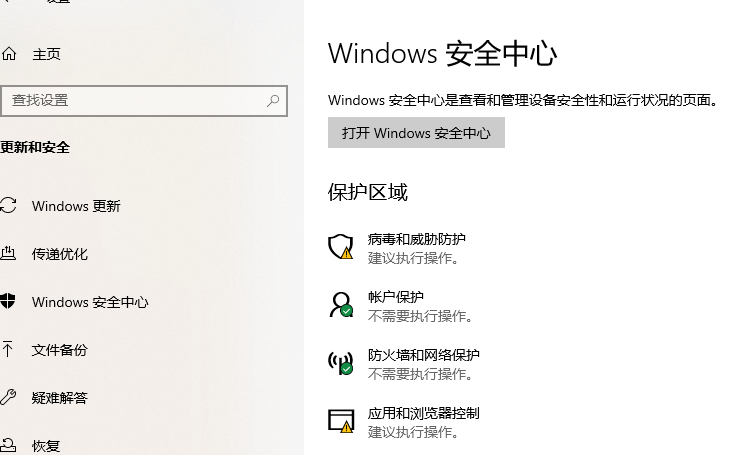 主页
查找设置
更新和安全
Windows 更新
传递优化
Windows 安全中心
文件备份
疑难解答
恢复
Windows 安全中心
Windows 安全中心是查看和管理设备安全性和运行状况的页面。
打开 Windows 安全中心
保护区域
病毒和威胁防护
建议执行操作。
帐户保护
不需要执行操作。
防火墙和网络保护
不需要执行操作。
应用和浏览器控制
建议执行操作。